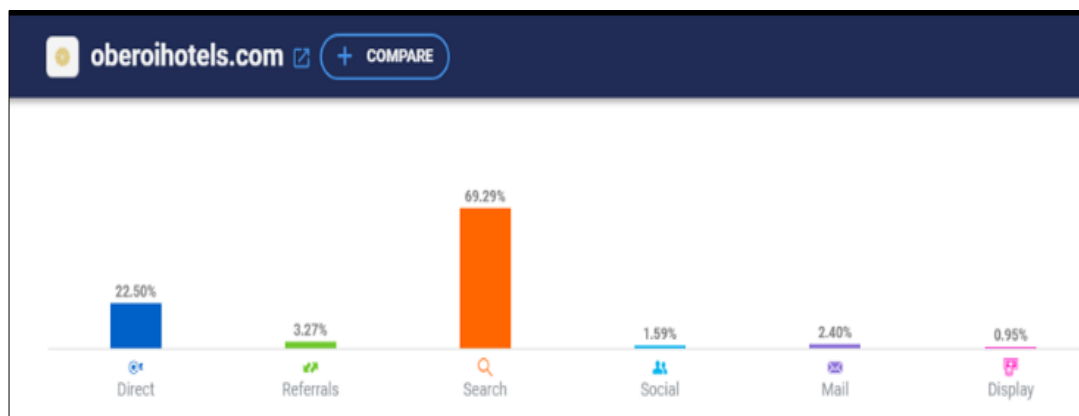 oberoihotels.com + COMPARE
69.29%
22.50%
3.27%
1.59%
2.40%
0.95%
Direct
Referrals
Search
Social
Mail
Display